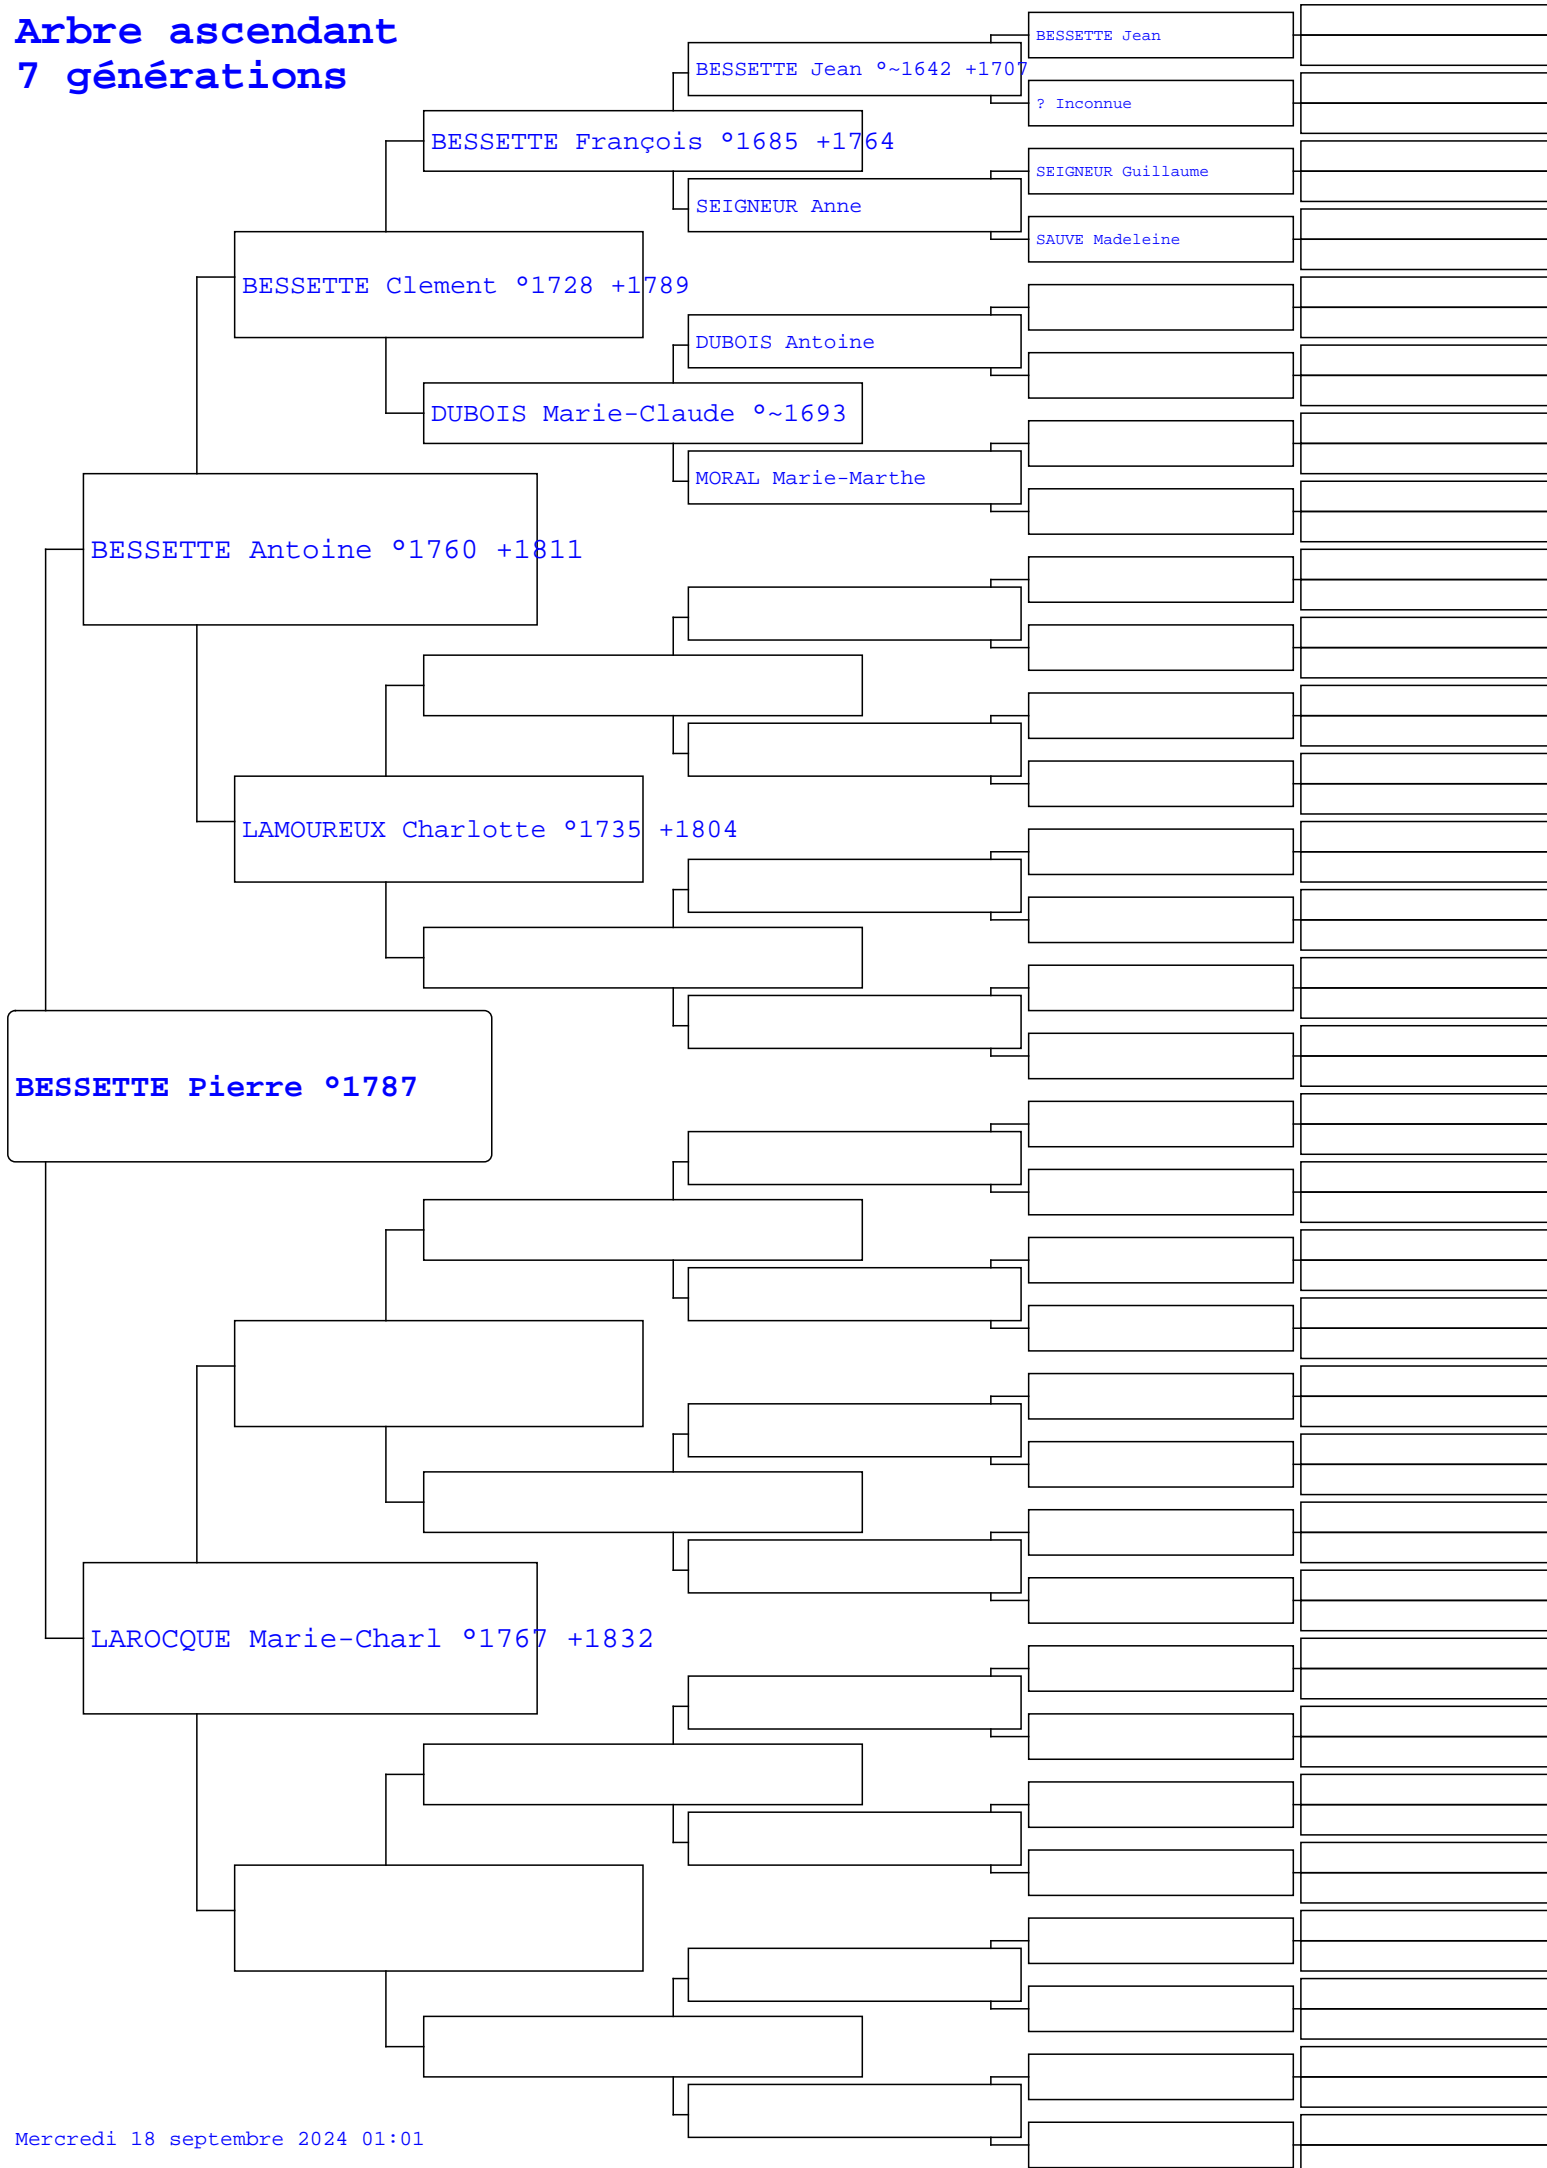 Arbre ascendant
7 générations
BESSETTE Jean
BESSETTE Jean °~1642 +1707
? Inconnue
BESSETTE François °1685 +1764
SEIGNEUR Guillaume
SEIGNEUR Anne
SAUVE Madeleine
BESSETTE Clement °1728 +1789
DUBOIS Antoine
DUBOIS Marie-Claude °~1693
MORAL Marie-Marthe
BESSETTE Antoine °1760 +1811
LAMOUREUX Charlotte °1735 +1804
BESSETTE Pierre °1787
LAROCQUE Marie-Charl °1767 +1832
Mercredi 18 septembre 2024 01:01